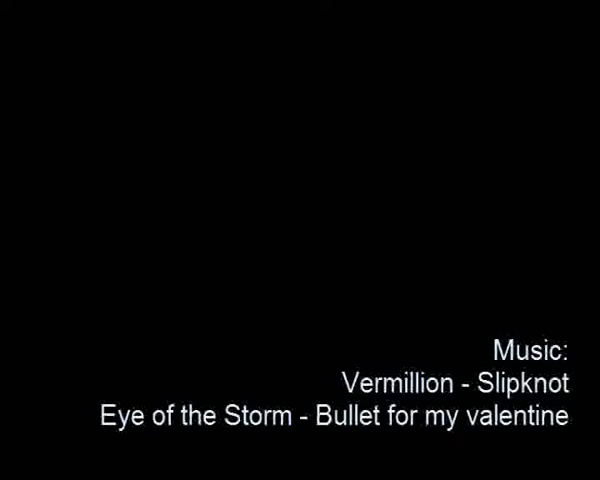 Music:
Vermillion - Slipknot
Eye of the Storm - Bullet for my valentine